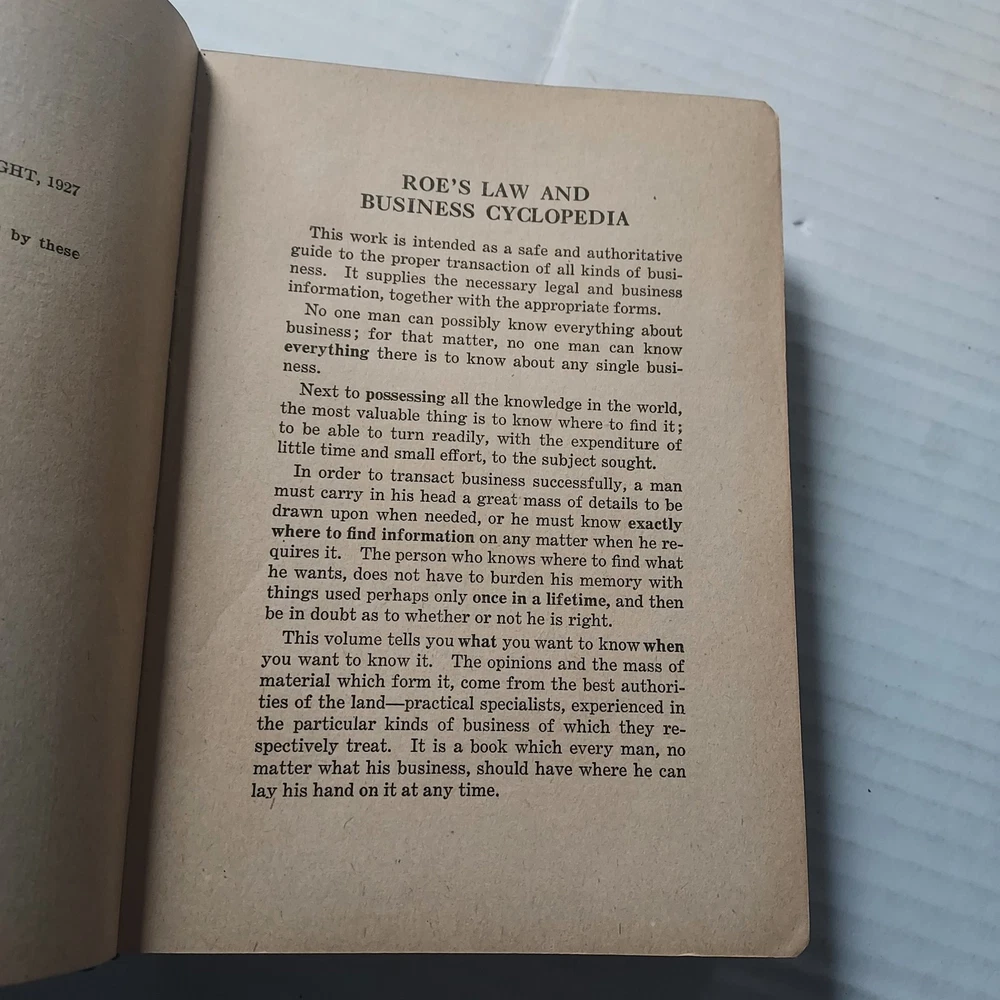 GHT, 1927
by these
ROE'S LAW AND
BUSINESS CYCLOPEDIA
This work is intended as a safe and authoritative
guide to the proper transaction of all kinds of busi-
ness. It supplies the necessary legal and business
information, together with the appropriate forms.
No one man can possibly know everything about
business; for that matter, no one man can know
everything there is to know about any single busi-
ness.
Next to possessing all the knowledge in the world,
the most valuable thing is to know where to find it;
to be able to turn readily, with the expenditure of
little time and small effort, to the subject sought.
In order to transact business successfully, a man
must carry in his head a great mass of details to be
drawn upon when needed, or he must know exactly
where to find information on any matter when he re-
quires it. The person who knows where to find what
he wants, does not have to burden his memory with
things used perhaps only once in a lifetime, and then
be in doubt as to whether or not he is right.
This volume tells you what you want to know when
you want to know it. The opinions and the mass of
material which form it, come from the best authori-
ties of the land—practical specialists, experienced in
the particular kinds of business of which they re-
spectively treat. It is a book which every man, no
matter what his business, should have where he can
lay his hand on it at any time.